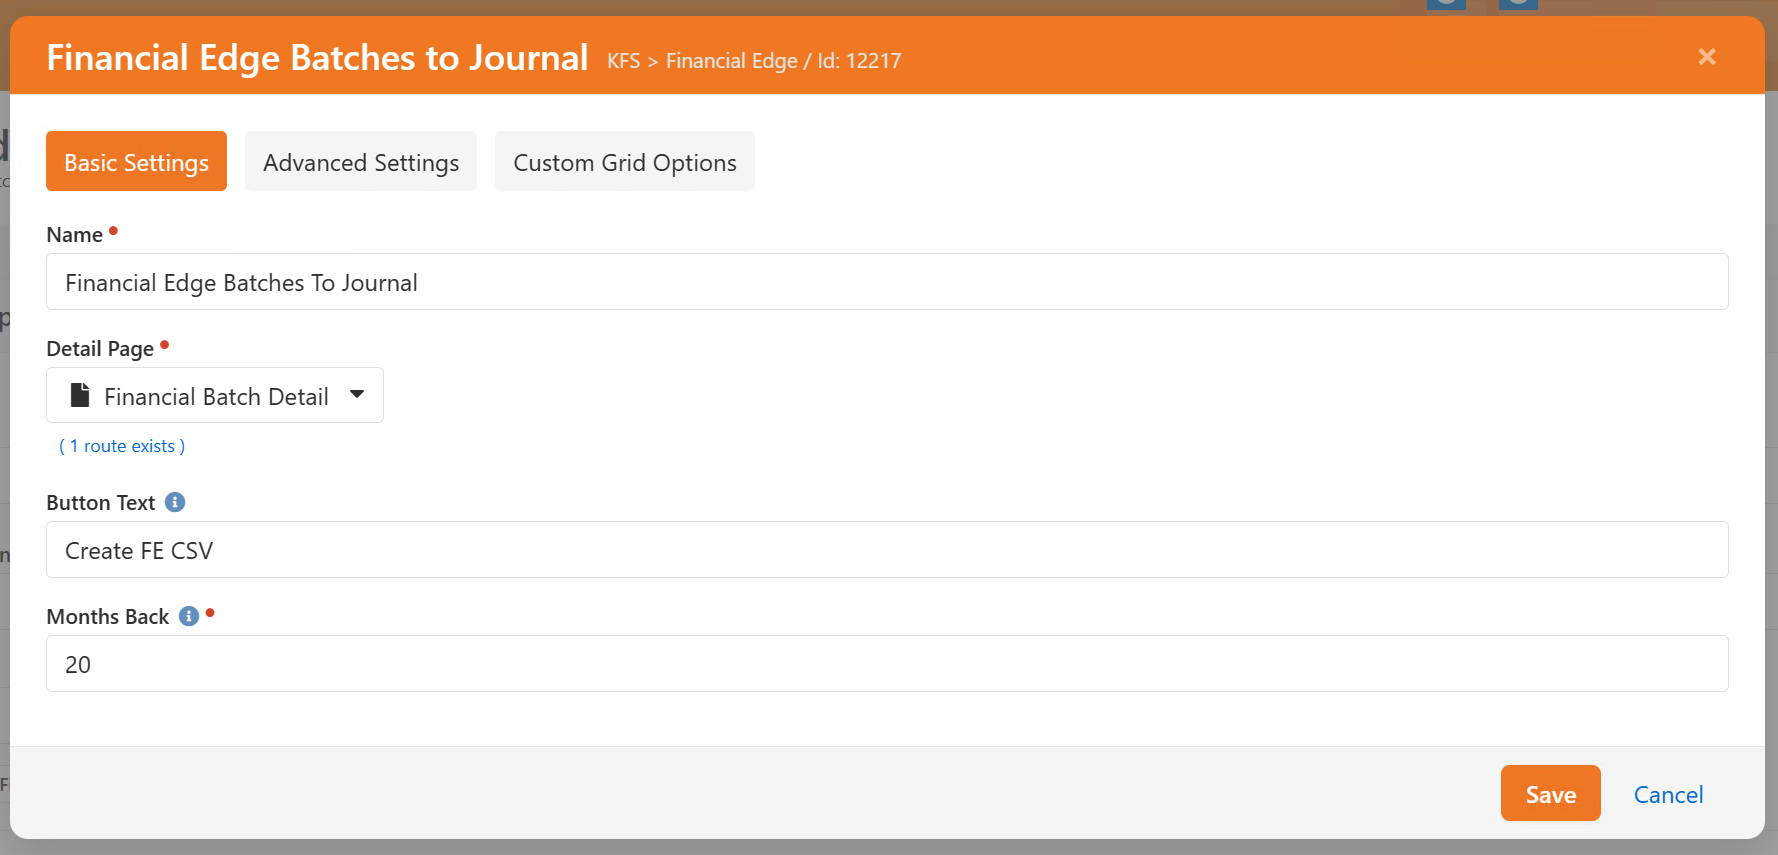 Financial Edge Batches to Journal KFS > Financial Edge / Id: 12217 ×
Basic Settings Advanced Settings Custom Grid Options
Name
Financial Edge Batches To Journal
Detail Page
Financial Batch Detail
( 1 route exists )
Button Text
Create FE CSV
Months Back
20
Save Cancel